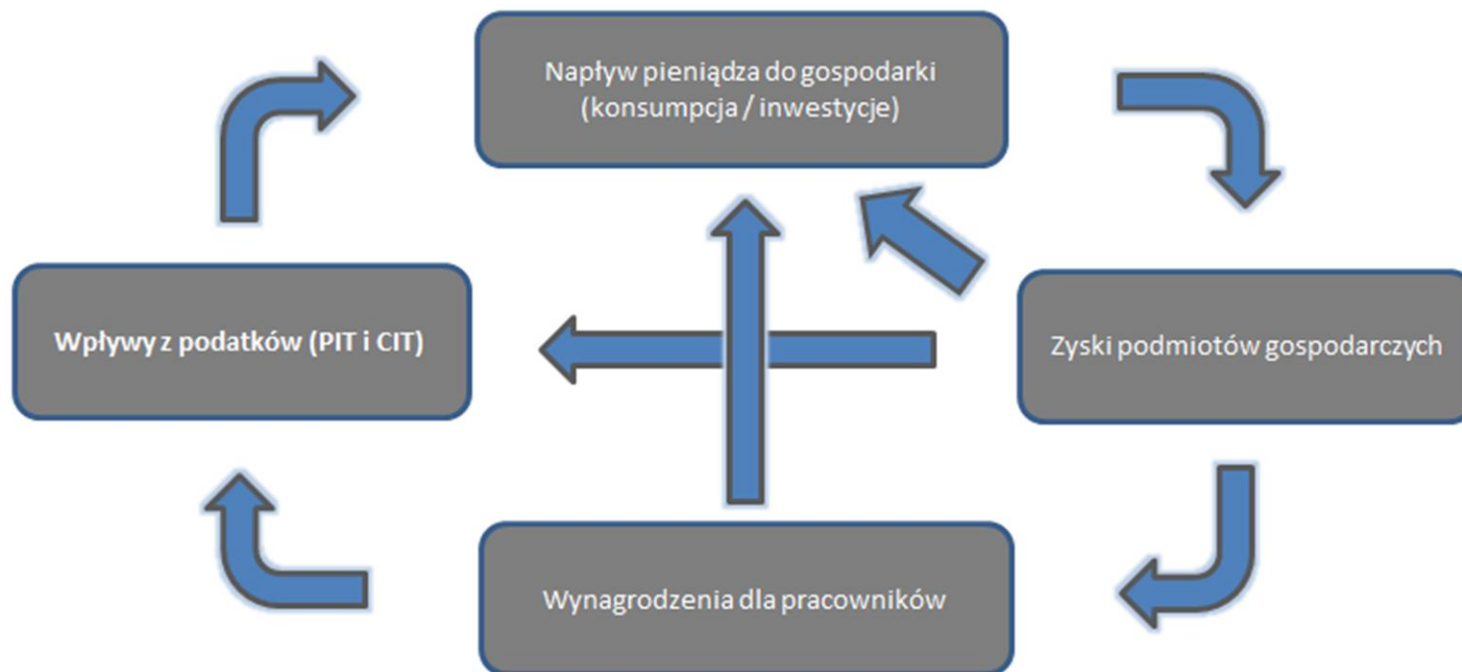 Napływ pieniądza do gospodarki
(konsumpcja / inwestycje)
Wpływy z podatków (PIT i CIT)
Zyski podmiotów gospodarczych
Wynagrodzenia dla pracowników